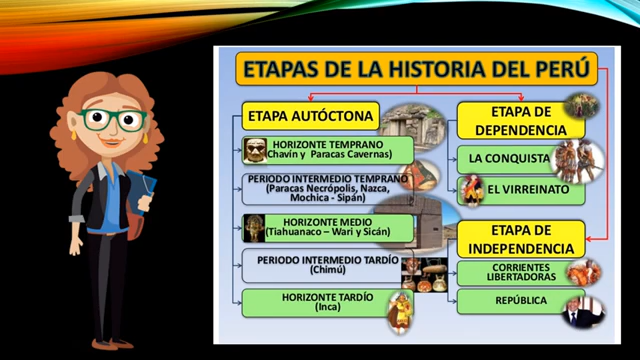 ETAPAS DE LA HISTORIA DEL PERÚ
ETAPA AUTÓCTONA
HORIZONTE TEMPRANO
(Chavín y Paracas Cavernas)
PERIODO INTERMEDIO TEMPRANO
(Paracas Necrópolis, Nazca,
Mochica - Sipán)
HORIZONTE MEDIO
(Tiahuanaco – Wari y Sicán)
PERIODO INTERMEDIO TARDÍO
(Chimú)
HORIZONTE TARDÍO
(Inca)
ETAPA DE
DEPENDENCIA
LA CONQUISTA
EL VIRREINATO
ETAPA DE
INDEPENDENCIA
CORRIENTES
LIBERTADORAS
REPÚBLICA